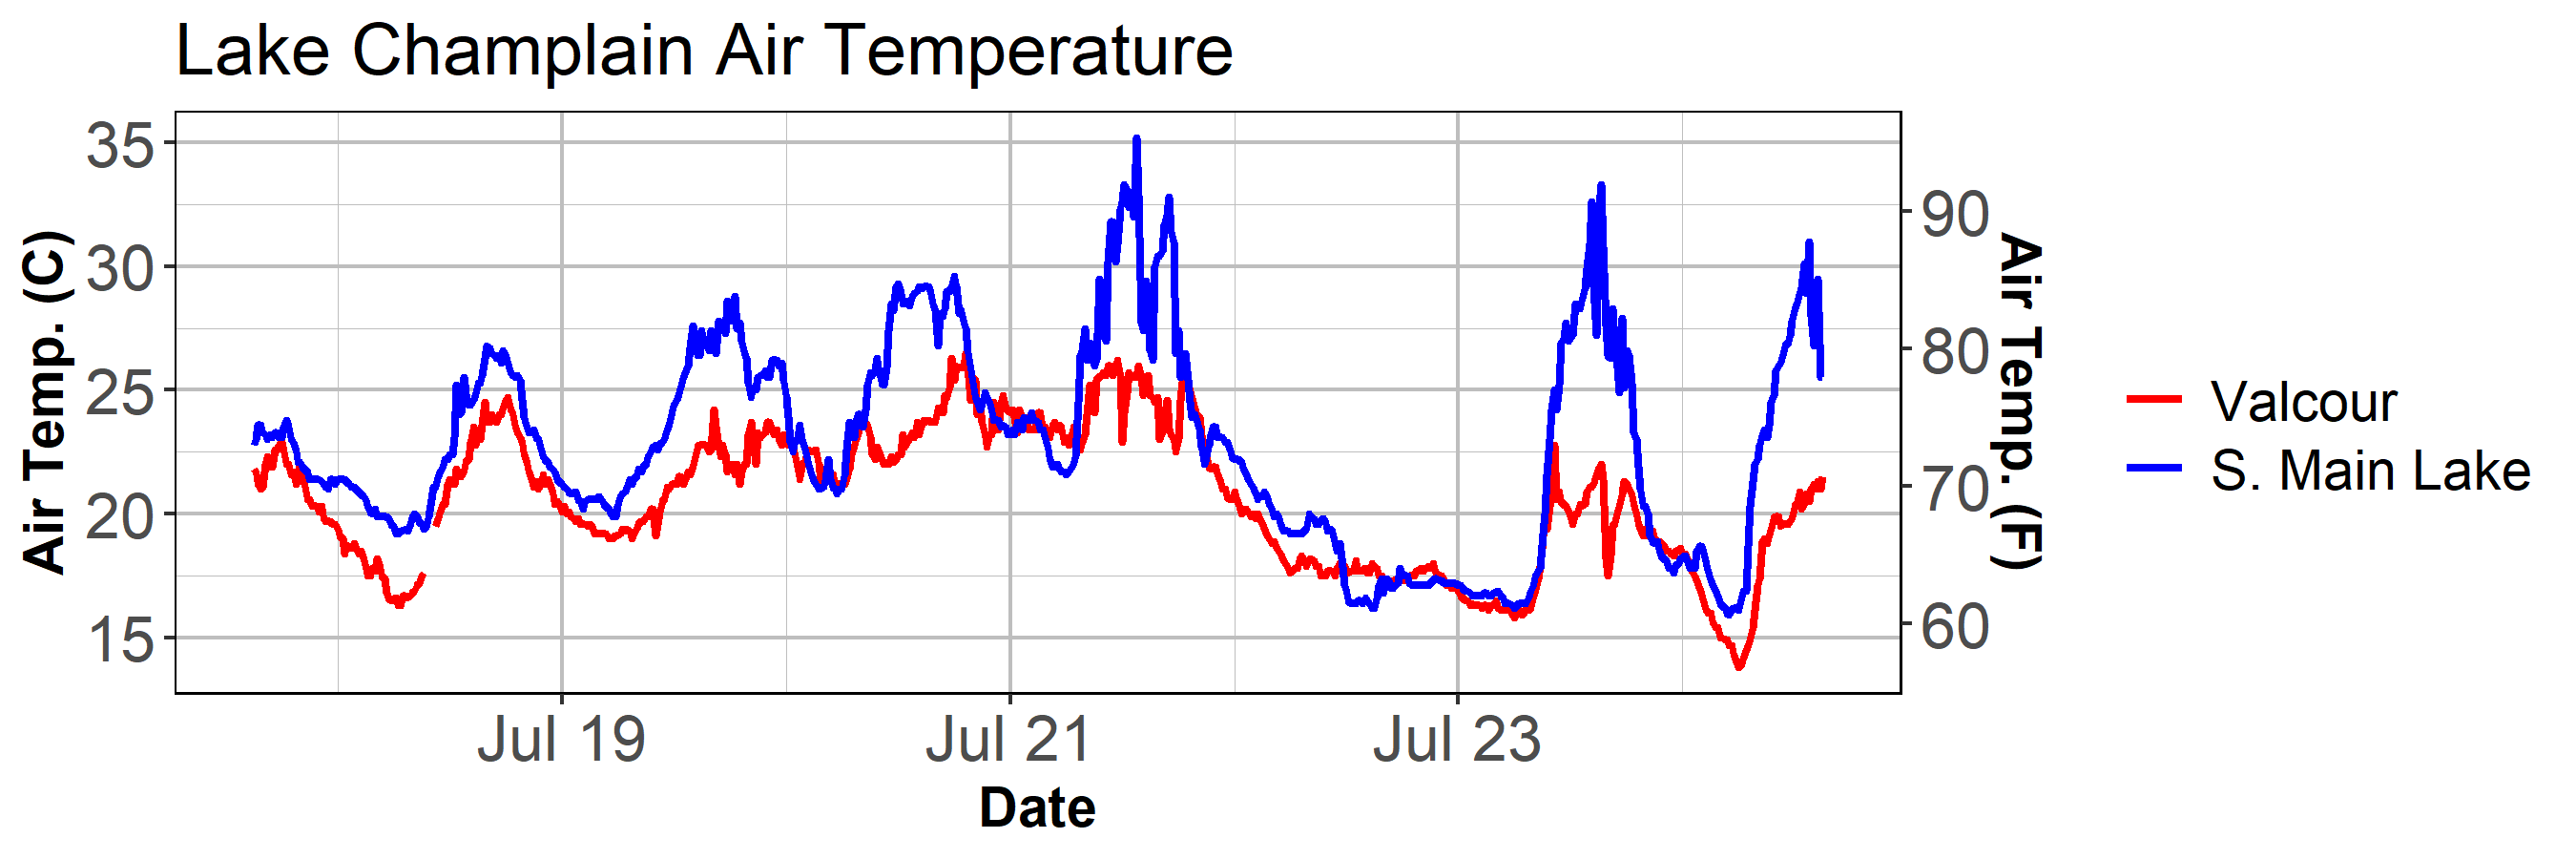 Lake Champlain Air Temperature
Air Temp. (C)
35
30
25
20
15
90
80
70
60
Air Temp. (F)
Jul 19
Jul 21
Jul 23
Date
Valcour
S. Main Lake